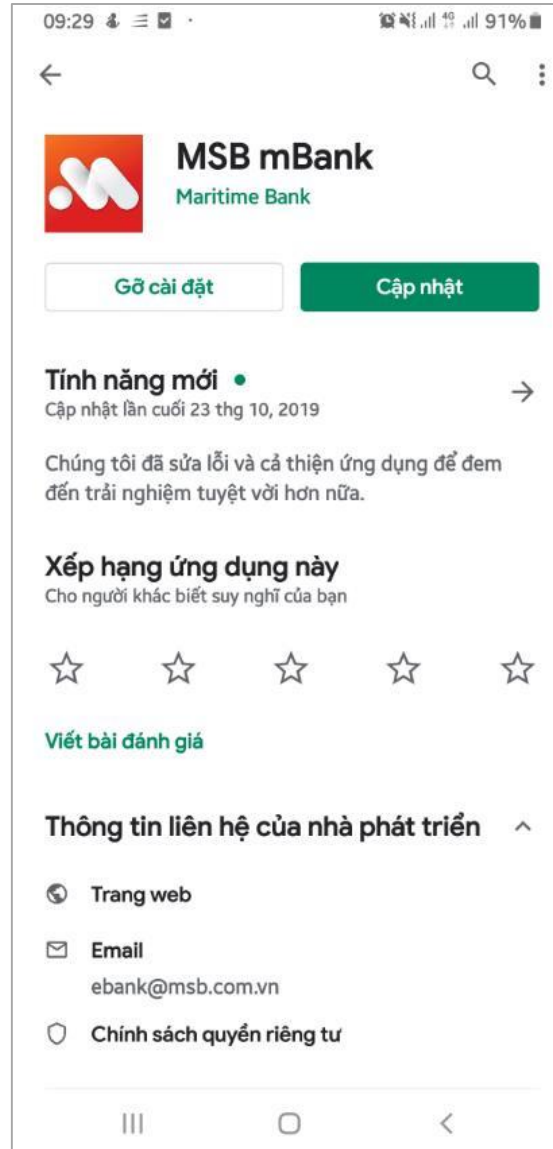 09:29 4G 91%
MSB mBank
Maritime Bank
Gỡ cài đặt
Cập nhật
Tính năng mới
Cập nhật lần cuối 23 thg 10, 2019
Chúng tôi đã sửa lỗi và cả thiện ứng dụng để đem
đến trải nghiệm tuyệt vời hơn nữa.
Xếp hạng ứng dụng này
Cho người khác biết suy nghĩ của bạn
Viết bài đánh giá
Thông tin liên hệ của nhà phát triển
Trang web
Email
ebank@msb.com.vn
Chính sách quyền riêng tư